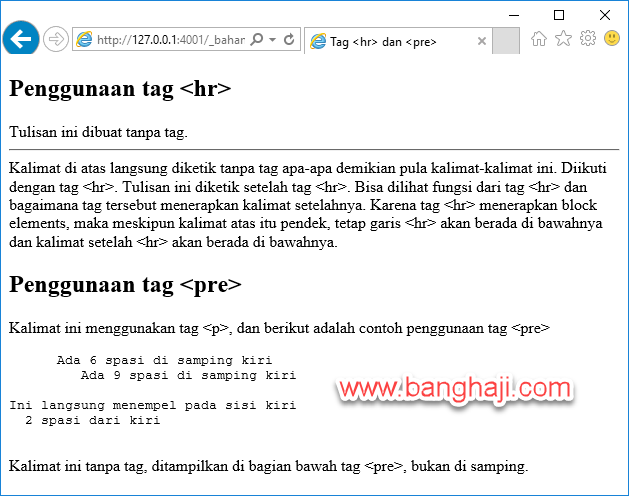 http://127.0.0.1:4001/_bahar
Tag <hr> dan <pre>
Penggunaan tag <hr>
Tulisan ini dibuat tanpa tag.
Kalimat di atas langsung diketik tanpa tag apa-apa demikian pula kalimat-kalimat ini. Diikuti
dengan tag <hr>. Tulisan ini diketik setelah tag <hr>. Bisa dilihat fungsi dari tag <hr> dan
bagaimana tag tersebut menerapkan kalimat setelahnya. Karena tag <hr> menerapkan block
elements, maka meskipun kalimat atas itu pendek, tetap garis <hr> akan berada di bawahnya
dan kalimat setelah <hr> akan berada di bawahnya.
Penggunaan tag <pre>
Kalimat ini menggunakan tag <p>, dan berikut adalah contoh penggunaan tag <pre>
Ada 6 spasi di samping kiri
Ada 9 spasi di samping kiri
www.banghaji.com
Ini langsung menempel pada sisi kiri
2 spasi dari kiri
Kalimat ini tanpa tag, ditampilkan di bagian bawah tag <pre>, bukan di samping.